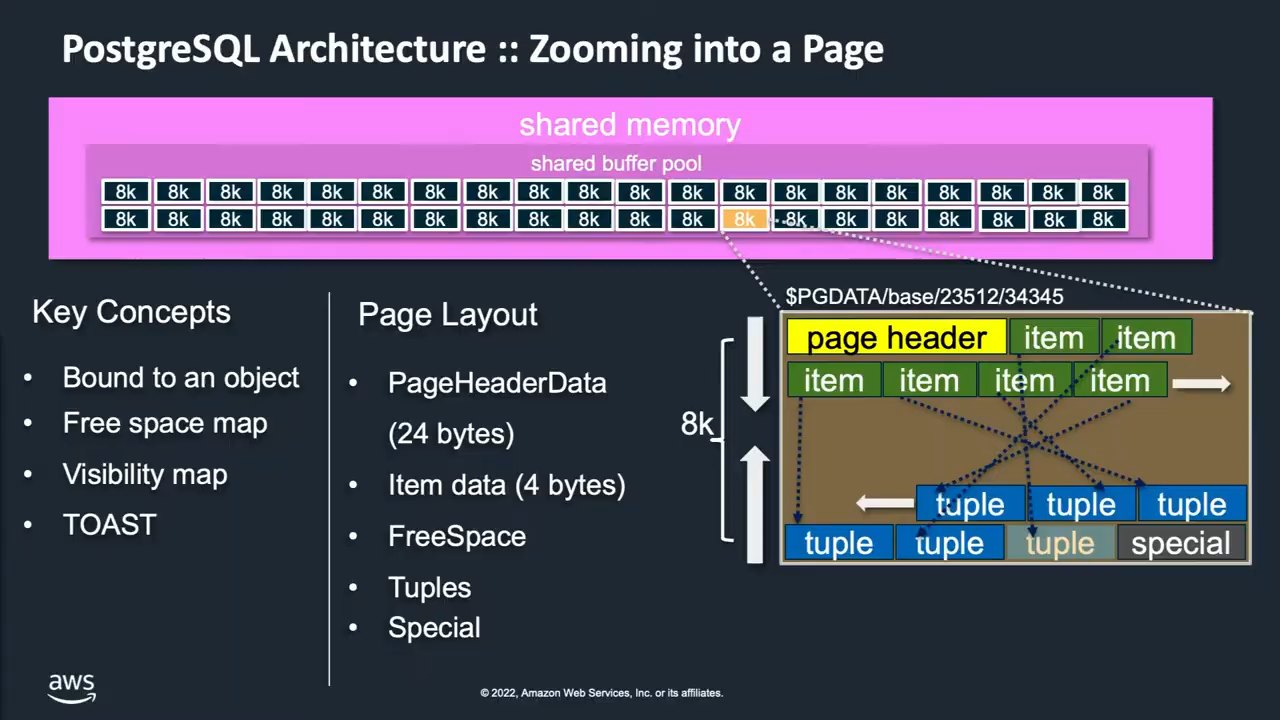 PostgreSQL Architecture :: Zooming into a Page
shared memory
shared buffer pool
8k 8k 8k 8k 8k 8k 8k 8k 8k 8k 8k 8k 8k 8k 8k 8k 8k 8k 8k 8k
8k 8k 8k 8k 8k 8k 8k 8k 8k 8k 8k 8k 8k 8k 8k 8k 8k 8k 8k 8k
Key Concepts
• Bound to an object
• Free space map
• Visibility map
• TOAST
Page Layout
• PageHeaderData
(24 bytes)
• Item data (4 bytes)
• FreeSpace
• Tuples
• Special
8k
$PGDATA/base/23512/34345
page header item item
item item item item
tuple tuple tuple
tuple tuple tuple special
aws
© 2022, Amazon Web Services, Inc. or its affiliates.